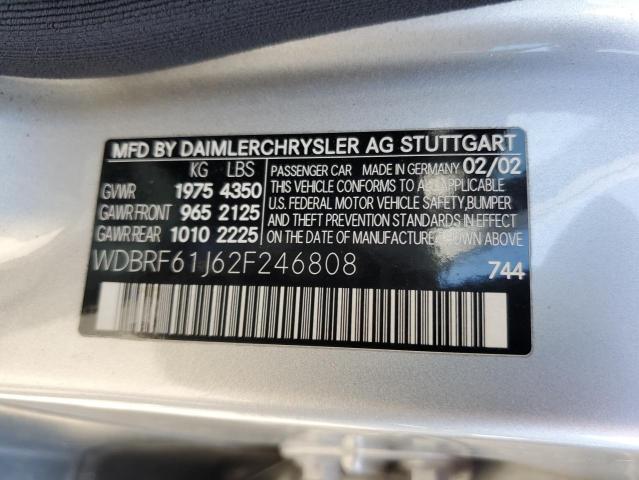 MFD BY DAIMLERCHRYSLER AG STUTTGART
KG LBS
GVWR 1975 4350
GAWR FRONT 965 2125
GAWR REAR 1010 2225
PASSENGER CAR MADE IN GERMANY 02/02
THIS VEHICLE CONFORMS TO ALL APPLICABLE
U.S. FEDERAL MOTOR VEHICLE SAFETY, BUMPER
AND THEFT PREVENTION STANDARDS IN EFFECT
ON THE DATE OF MANUFACTURE SHOWN ABOVE
WDBRF61J62F246808
744